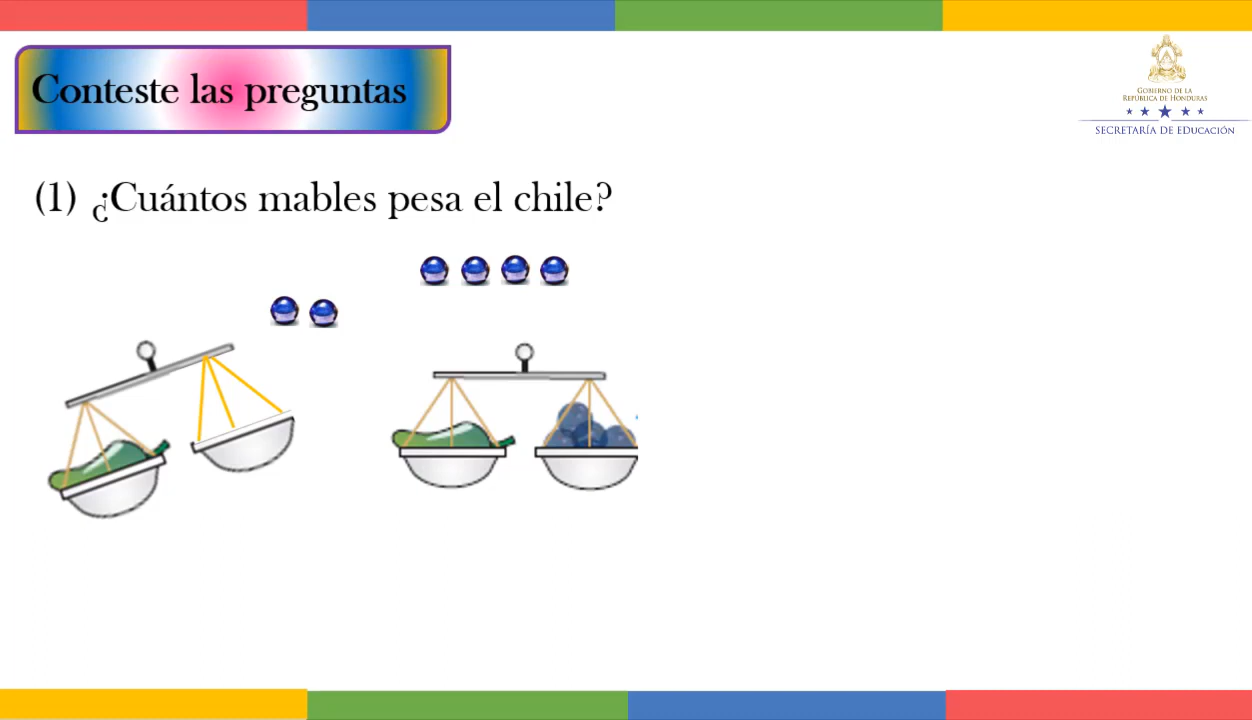 Conteste las preguntas
GOBIERNO DE LA
REPÚBLICA DE HONDURAS
SECRETARÍA DE EDUCACIÓN
(1) ¿Cuántos mables pesa el chile?